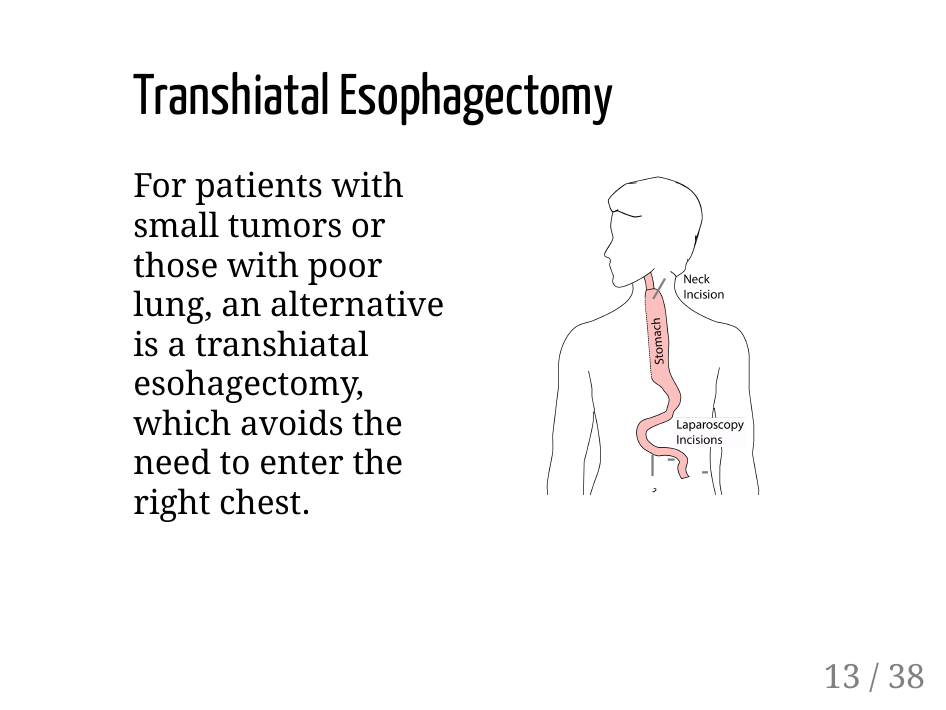 Transhiatal Esophagectomy
For patients with
small tumors or
those with poor
lung, an alternative
is a transhiatal
esohagectomy,
which avoids the
need to enter the
right chest.
Neck
Incision
Stomach
Laparoscopy
Incisions
13 / 38